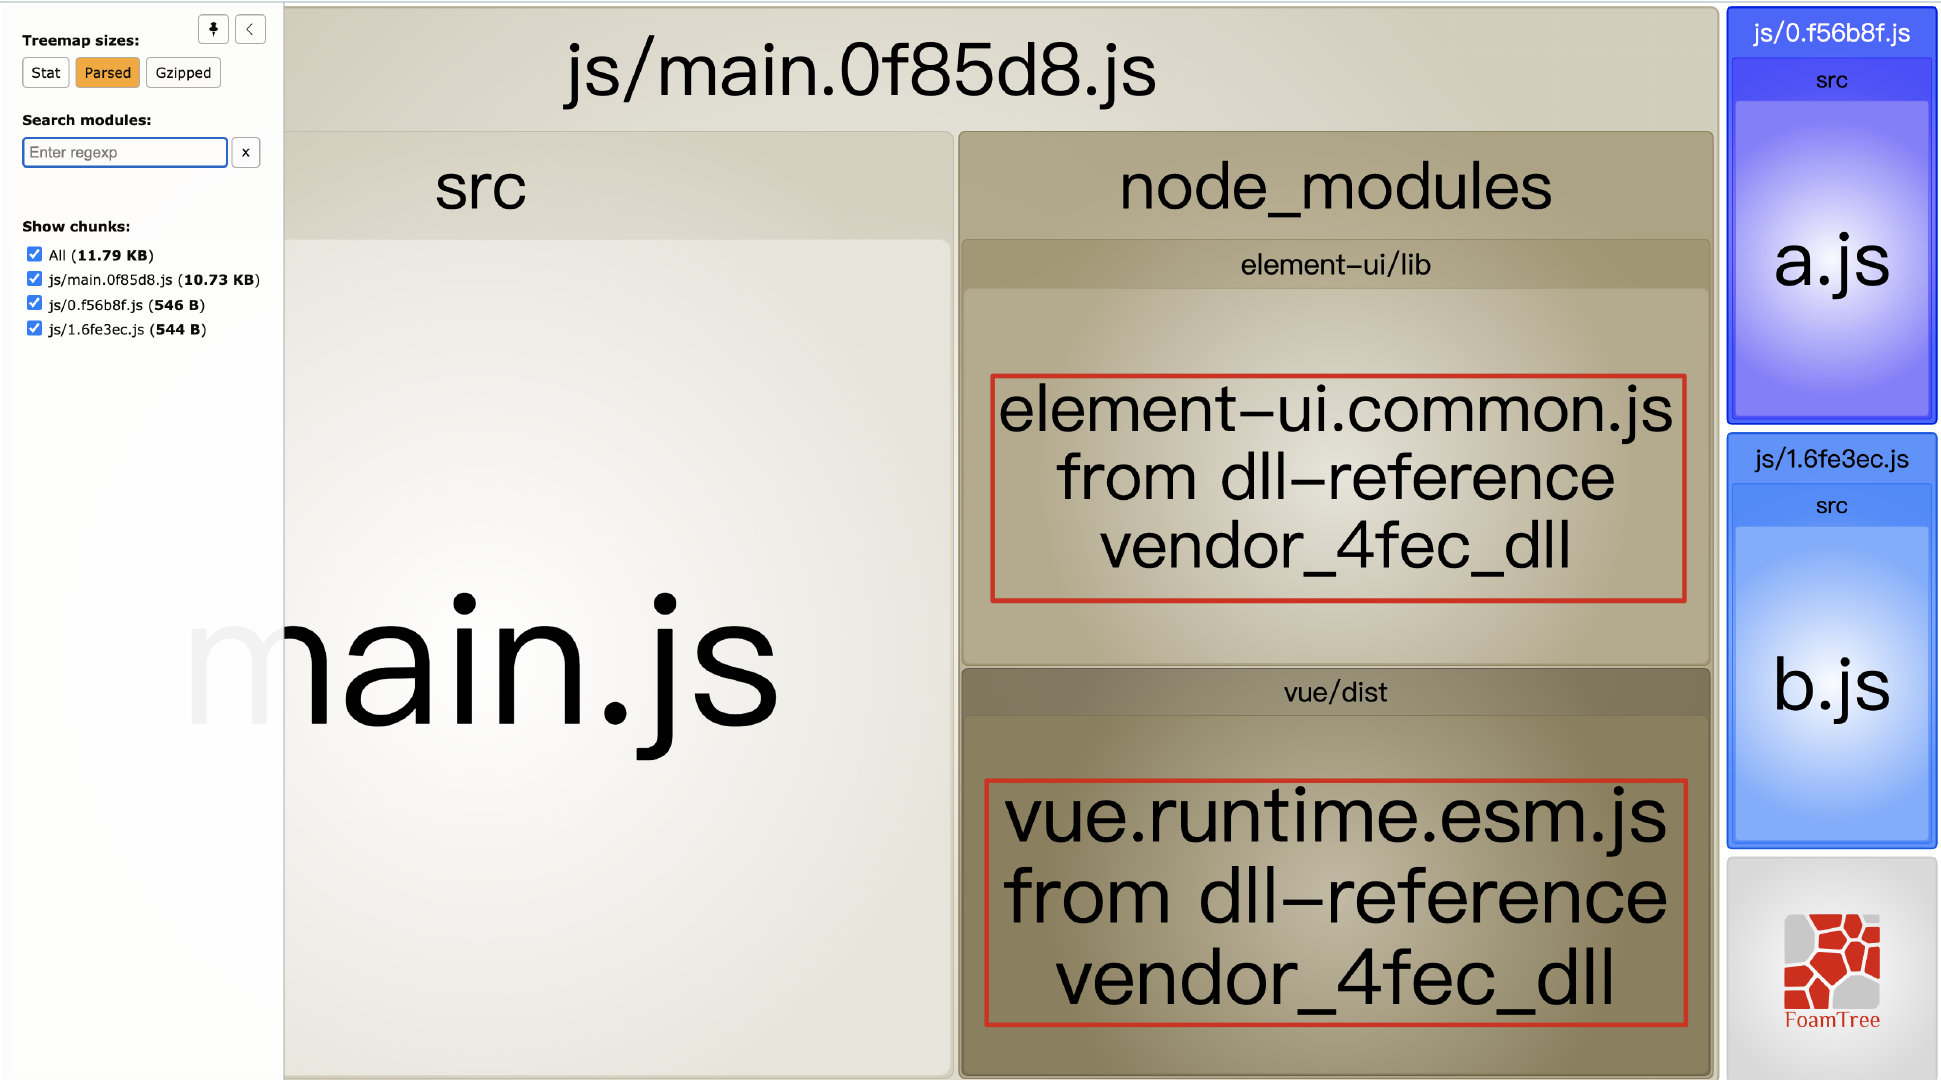 Treemap sizes:
Stat Parsed Gzipped
Search modules:
Enter regexp x
Show chunks:
All (11.79 KB)
js/main.0f85d8.js (10.73 KB)
js/0.f56b8f.js (546 B)
js/1.6fe3ec.js (544 B)
js/main.0f85d8.js
src
main.js
node_modules
element-ui/lib
element-ui.common.js
from dll-reference
vendor_4fec_dll
vue/dist
vue.runtime.esm.js
from dll-reference
vendor_4fec_dll
js/0.f56b8f.js
src
a.js
js/1.6fe3ec.js
src
b.js
FoamTree